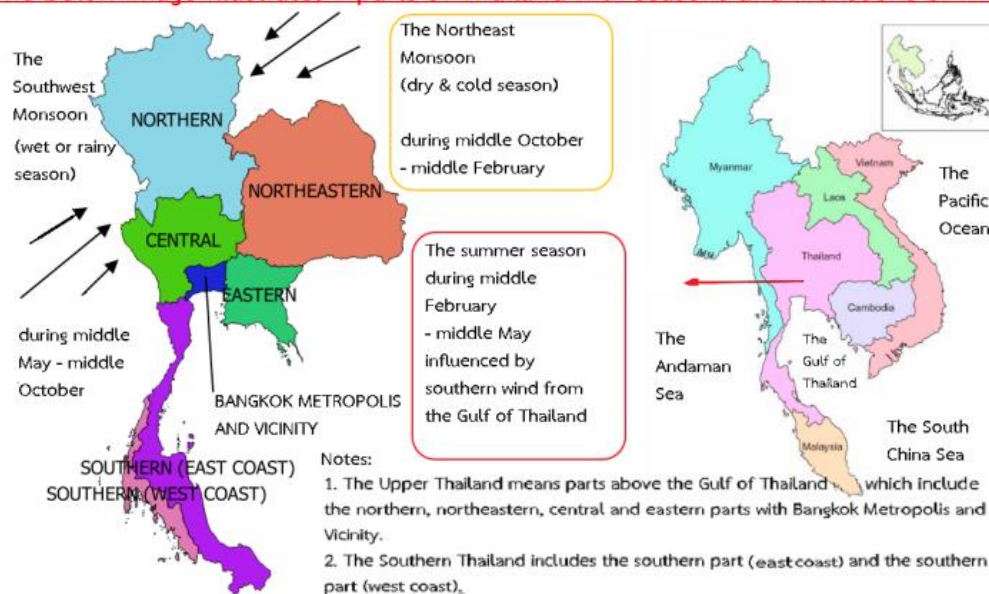 The
Southwest
Monsoon
(wet or rainy
season)
during middle
May - middle
October
NORTHERN
NORTHEASTERN
CENTRAL
EASTERN
BANGKOK METROPOLIS
AND VICINITY
SOUTHERN (EAST COAST)
SOUTHERN (WEST COAST)
The Northeast
Monsoon
(dry & cold season)
during middle October
- middle February
The summer season
during middle
February
- middle May
influenced by
southern wind from
the Gulf of Thailand
Myanmar
Vietnam
Laos
Thailand
Cambodia
Malaysia
The
Pacific
Ocean
The
Andaman
Sea
The
Gulf of
Thailand
The South
China Sea
Notes:
1. The Upper Thailand means parts above the Gulf of Thailand which include
the northern, northeastern, central and eastern parts with Bangkok Metropolis and
Vicinity.
2. The Southern Thailand includes the southern part (east coast) and the southern
part (west coast).